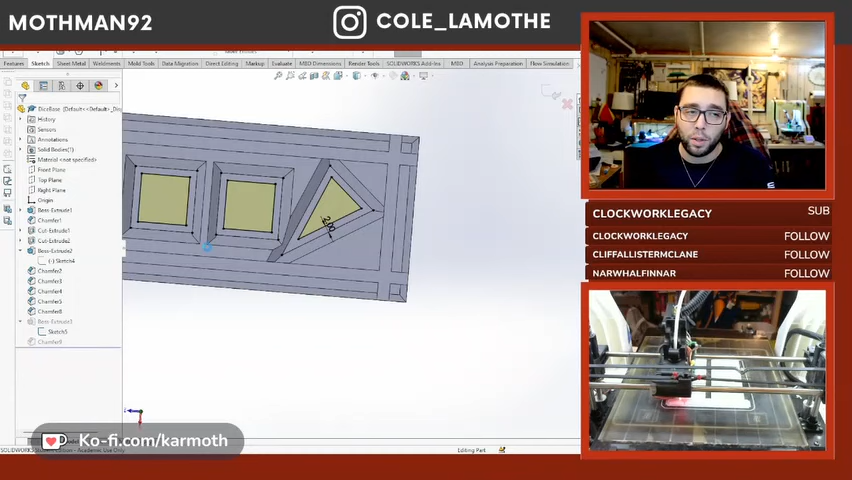 MOTHMAN92
COLE_LAMOTHE
Features Sketch Surfaces Sheet Metal Weldments Mold Tools Data Migration Direct Editing Markup Evaluate MBD Dimensions Render Tools SOLIDWORKS Add-Ins MBD Analysis Preparation Flow Simulation
History
Sensors
Annotations
Solid Bodies(1)
Material <not specified>
Front Plane
Top Plane
Right Plane
Origin
Boss-Extrude1
Chamfer1
Cut-Extrude1
Cut-Extrude2
Boss-Extrude2
(-) Sketch4
Chamfer2
Chamfer3
Chamfer4
Chamfer5
Chamfer8
Boss-Extrude3
Sketch5
Chamfer9
CLOCKWORKLEGACY SUB
CLOCKWORKLEGACY FOLLOW
CLIFFALLISTERMCLANE FOLLOW
NARWHALFINNAR FOLLOW
Ko-fi.com/karmoth
Editing Part